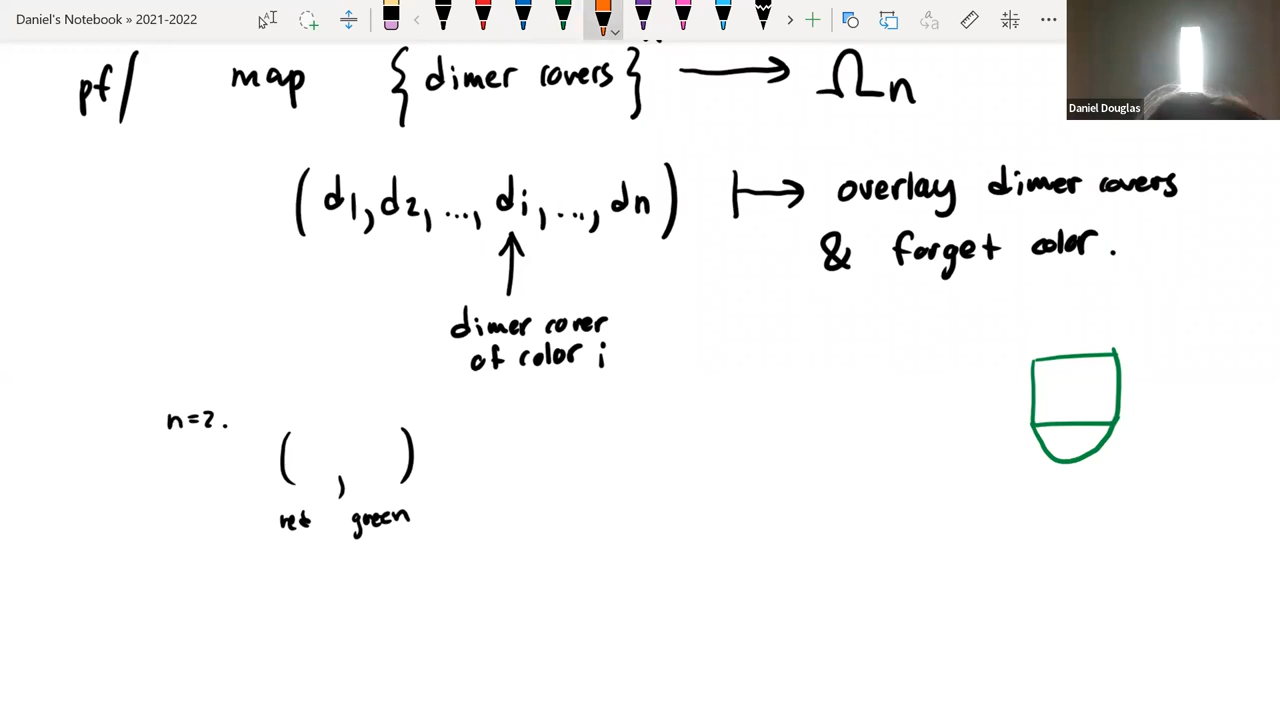 Daniel's Notebook » 2021-2022
Daniel Douglas
pf/ map { dimer covers } ⟶ Ωn
(d1, d2, ..., di, ..., dn) ⟼ overlay dimer covers
& forget color.
↑
dimer cover
of color i
n=2.
( , )
red green